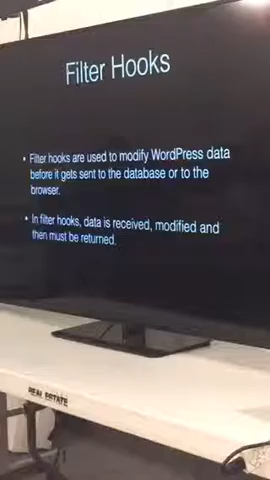 Filter Hooks
• Filter hooks are used to modify WordPress data
before it gets sent to the database or to the
browser.
• In filter hooks, data is received, modified and
then must be returned.
REAL ESTATE